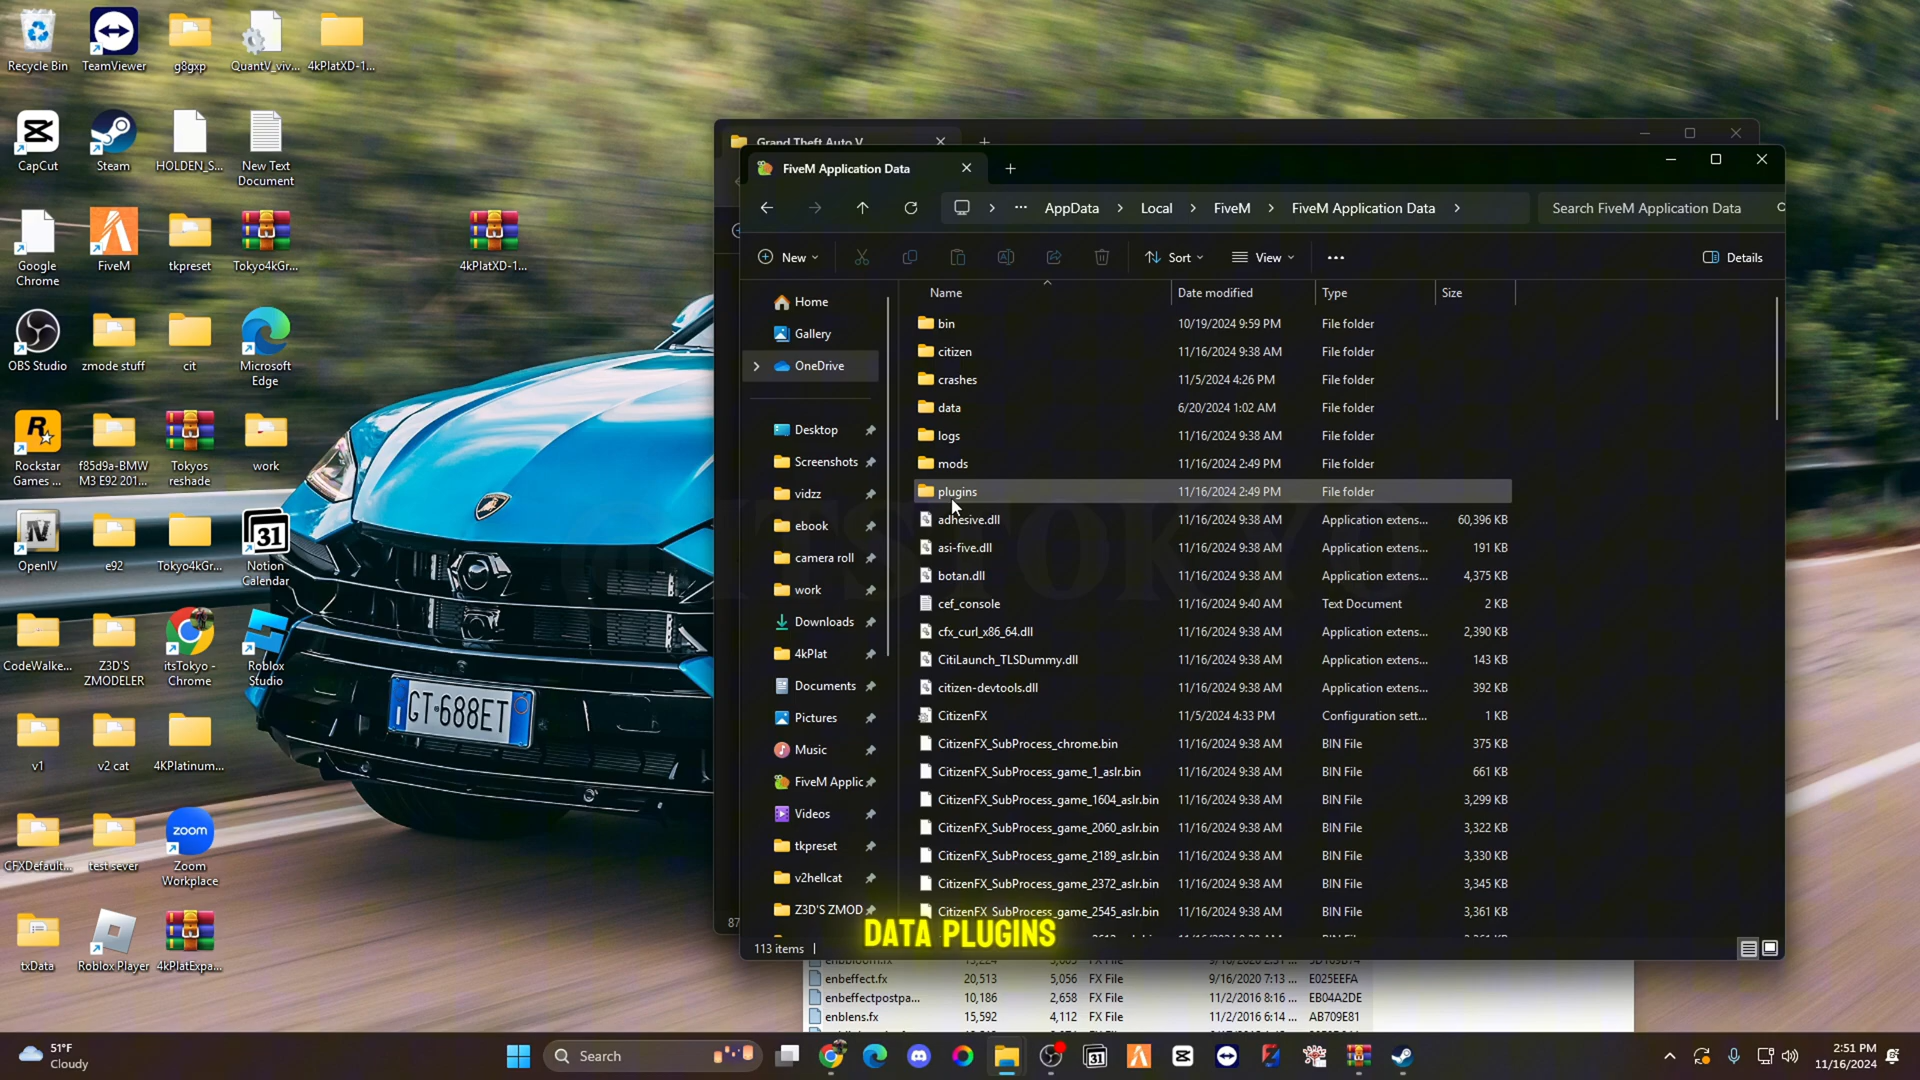 Recycle Bin
TeamViewer
g8gxp
QuantV_viv...
4kPlatXD-1...
CapCut
Steam
HOLDEN_S...
New Text Document
Google Chrome
FiveM
tkpreset
Tokyo4kGr...
4kPlatXD-1...
OBS Studio
zmode stuff
cit
Microsoft Edge
Rockstar Games ...
f85d9a-BMW M3 E92 201...
Tokyos reshade
work
OpenIV
e92
Tokyo4kGr...
31
Notion Calendar
CodeWalke...
Z3D'S ZMODELER
itsTokyo - Chrome
Roblox Studio
v1
v2 cat
4KPlatinum...
CFXDefault...
test sever
zoom
Zoom Workplace
txData
Roblox Player
4kPlatExpa...
GT·688ET
Grand Theft Auto V
FiveM Application Data
AppData > Local > FiveM > FiveM Application Data >
Search FiveM Application Data
New
Sort
View
Details
Name Date modified Type Size
Home
Gallery
OneDrive
Desktop
Screenshots
vidzz
ebook
camera roll
work
Downloads
4kPlat
Documents
Pictures
Music
FiveM Applic
Videos
tkpreset
v2hellcat
Z3D'S ZMOD
bin 10/19/2024 9:59 PM File folder
citizen 11/16/2024 9:38 AM File folder
crashes 11/5/2024 4:26 PM File folder
data 6/20/2024 1:02 AM File folder
logs 11/16/2024 9:38 AM File folder
mods 11/16/2024 2:49 PM File folder
plugins 11/16/2024 2:49 PM File folder
adhesive.dll 11/16/2024 9:38 AM Application extens... 60,396 KB
asi-five.dll 11/16/2024 9:38 AM Application extens... 191 KB
botan.dll 11/16/2024 9:38 AM Application extens... 4,375 KB
cef_console 11/16/2024 9:40 AM Text Document 2 KB
cfx_curl_x86_64.dll 11/16/2024 9:38 AM Application extens... 2,390 KB
CitiLaunch_TLSDummy.dll 11/16/2024 9:38 AM Application extens... 143 KB
citizen-devtools.dll 11/16/2024 9:38 AM Application extens... 392 KB
CitizenFX 11/5/2024 4:33 PM Configuration sett... 1 KB
CitizenFX_SubProcess_chrome.bin 11/16/2024 9:38 AM BIN File 375 KB
CitizenFX_SubProcess_game_1_aslr.bin 11/16/2024 9:38 AM BIN File 661 KB
CitizenFX_SubProcess_game_1604_aslr.bin 11/16/2024 9:38 AM BIN File 3,299 KB
CitizenFX_SubProcess_game_2060_aslr.bin 11/16/2024 9:38 AM BIN File 3,322 KB
CitizenFX_SubProcess_game_2189_aslr.bin 11/16/2024 9:38 AM BIN File 3,330 KB
CitizenFX_SubProcess_game_2372_aslr.bin 11/16/2024 9:38 AM BIN File 3,345 KB
CitizenFX_SubProcess_game_2545_aslr.bin 11/16/2024 9:38 AM BIN File 3,361 KB
@ITSTOKYO
DATA PLUGINS
87
113 items
enbeffect.fx 20,513 5,056 FX File 9/16/2020 7:13 ... E025EEFA
enbeffectpostpa... 10,186 2,658 FX File 11/2/2016 8:16 ... EB04A2DE
enblens.fx 15,592 4,112 FX File 11/2/2016 6:14 ... AB709E81
51°F
Cloudy
Search
31
2:51 PM
11/16/2024